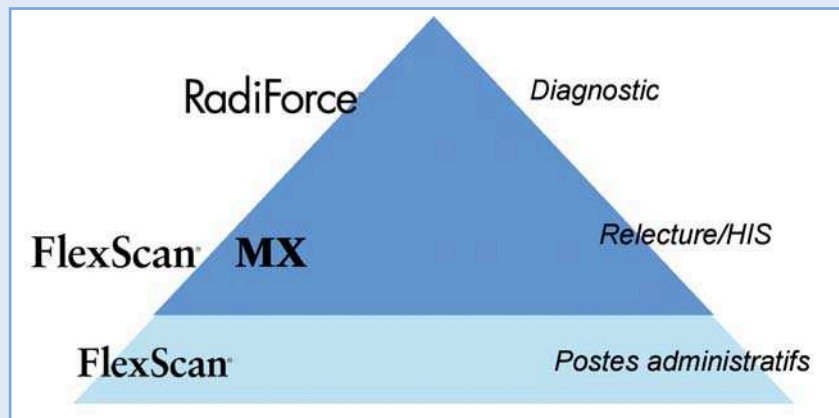 RadiForce Diagnostic
FlexScan® MX Relecture/HIS
FlexScan® Postes administratifs